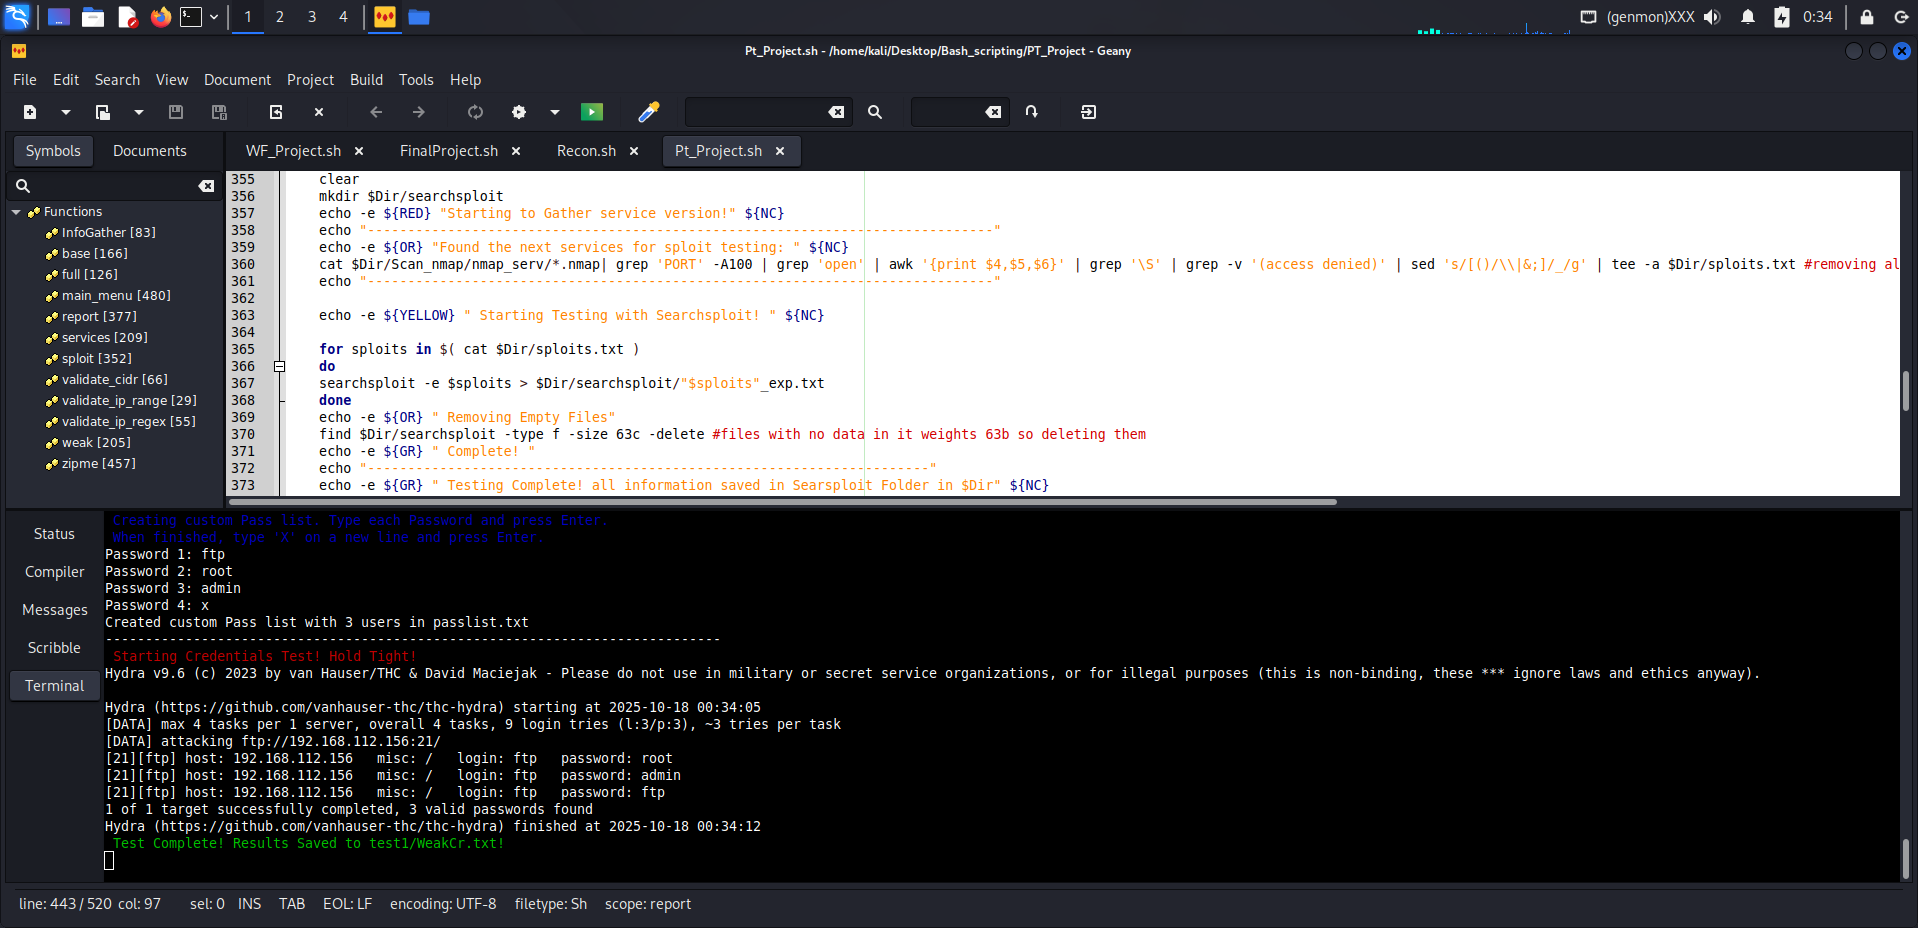 1 2 3 4 (genmon)XXX 0:34
Pt_Project.sh - /home/kali/Desktop/Bash_scripting/PT_Project - Geany
File Edit Search View Document Project Build Tools Help
Symbols Documents
WF_Project.sh × FinalProject.sh × Recon.sh × Pt_Project.sh ×
Functions
InfoGather [83]
base [166]
full [126]
main_menu [480]
report [377]
services [209]
sploit [352]
validate_cidr [66]
validate_ip_range [29]
validate_ip_regex [55]
weak [205]
zipme [457]
355 clear
356 mkdir $Dir/searchsploit
357 echo -e ${RED} "Starting to Gather service version!" ${NC}
358 echo "------------------------------------------------------------------------------"
359 echo -e ${OR} "Found the next services for sploit testing: " ${NC}
360 cat $Dir/Scan_nmap/nmap_serv/*.nmap| grep 'PORT' -A100 | grep 'open' | awk '{print $4,$5,$6}' | grep '\S' | grep -v '(access denied)' | sed 's/[()/\\|&;]/_/g' | tee -a $Dir/sploits.txt #removing al
361 echo "------------------------------------------------------------------------------"
362
363 echo -e ${YELLOW} " Starting Testing with Searchsploit! " ${NC}
364
365 for sploits in $( cat $Dir/sploits.txt )
366 do
367 searchsploit -e $sploits > $Dir/searchsploit/"$sploits"_exp.txt
368 done
369 echo -e ${OR} " Removing Empty Files"
370 find $Dir/searchsploit -type f -size 63c -delete #files with no data in it weights 63b so deleting them
371 echo -e ${GR} " Complete! "
372 echo "----------------------------------------------------------------------"
373 echo -e ${GR} " Testing Complete! all information saved in Searsploit Folder in $Dir" ${NC}
Status
Compiler
Messages
Scribble
Terminal
Creating custom Pass list. Type each Password and press Enter.
When finished, type 'X' on a new line and press Enter.
Password 1: ftp
Password 2: root
Password 3: admin
Password 4: x
Created custom Pass list with 3 users in passlist.txt
-----------------------------------------------------------------------------
Starting Credentials Test! Hold Tight!
Hydra v9.6 (c) 2023 by van Hauser/THC & David Maciejak - Please do not use in military or secret service organizations, or for illegal purposes (this is non-binding, these *** ignore laws and ethics anyway).
Hydra (https://github.com/vanhauser-thc/thc-hydra) starting at 2025-10-18 00:34:05
[DATA] max 4 tasks per 1 server, overall 4 tasks, 9 login tries (l:3/p:3), ~3 tries per task
[DATA] attacking ftp://192.168.112.156:21/
[21][ftp] host: 192.168.112.156 misc: / login: ftp password: root
[21][ftp] host: 192.168.112.156 misc: / login: ftp password: admin
[21][ftp] host: 192.168.112.156 misc: / login: ftp password: ftp
1 of 1 target successfully completed, 3 valid passwords found
Hydra (https://github.com/vanhauser-thc/thc-hydra) finished at 2025-10-18 00:34:12
Test Complete! Results Saved to test1/WeakCr.txt!
line: 443 / 520 col: 97 sel: 0 INS TAB EOL: LF encoding: UTF-8 filetype: Sh scope: report